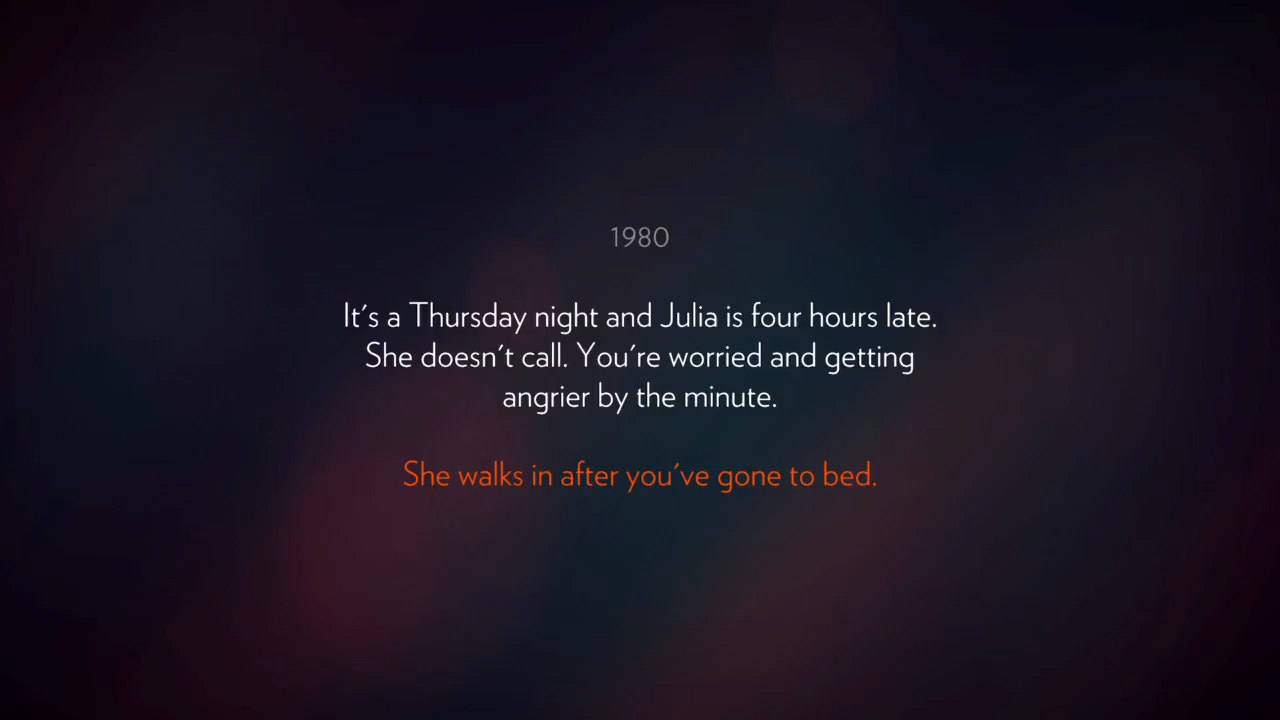 1980
It's a Thursday night and Julia is four hours late.
She doesn't call. You're worried and getting
angrier by the minute.
She walks in after you've gone to bed.